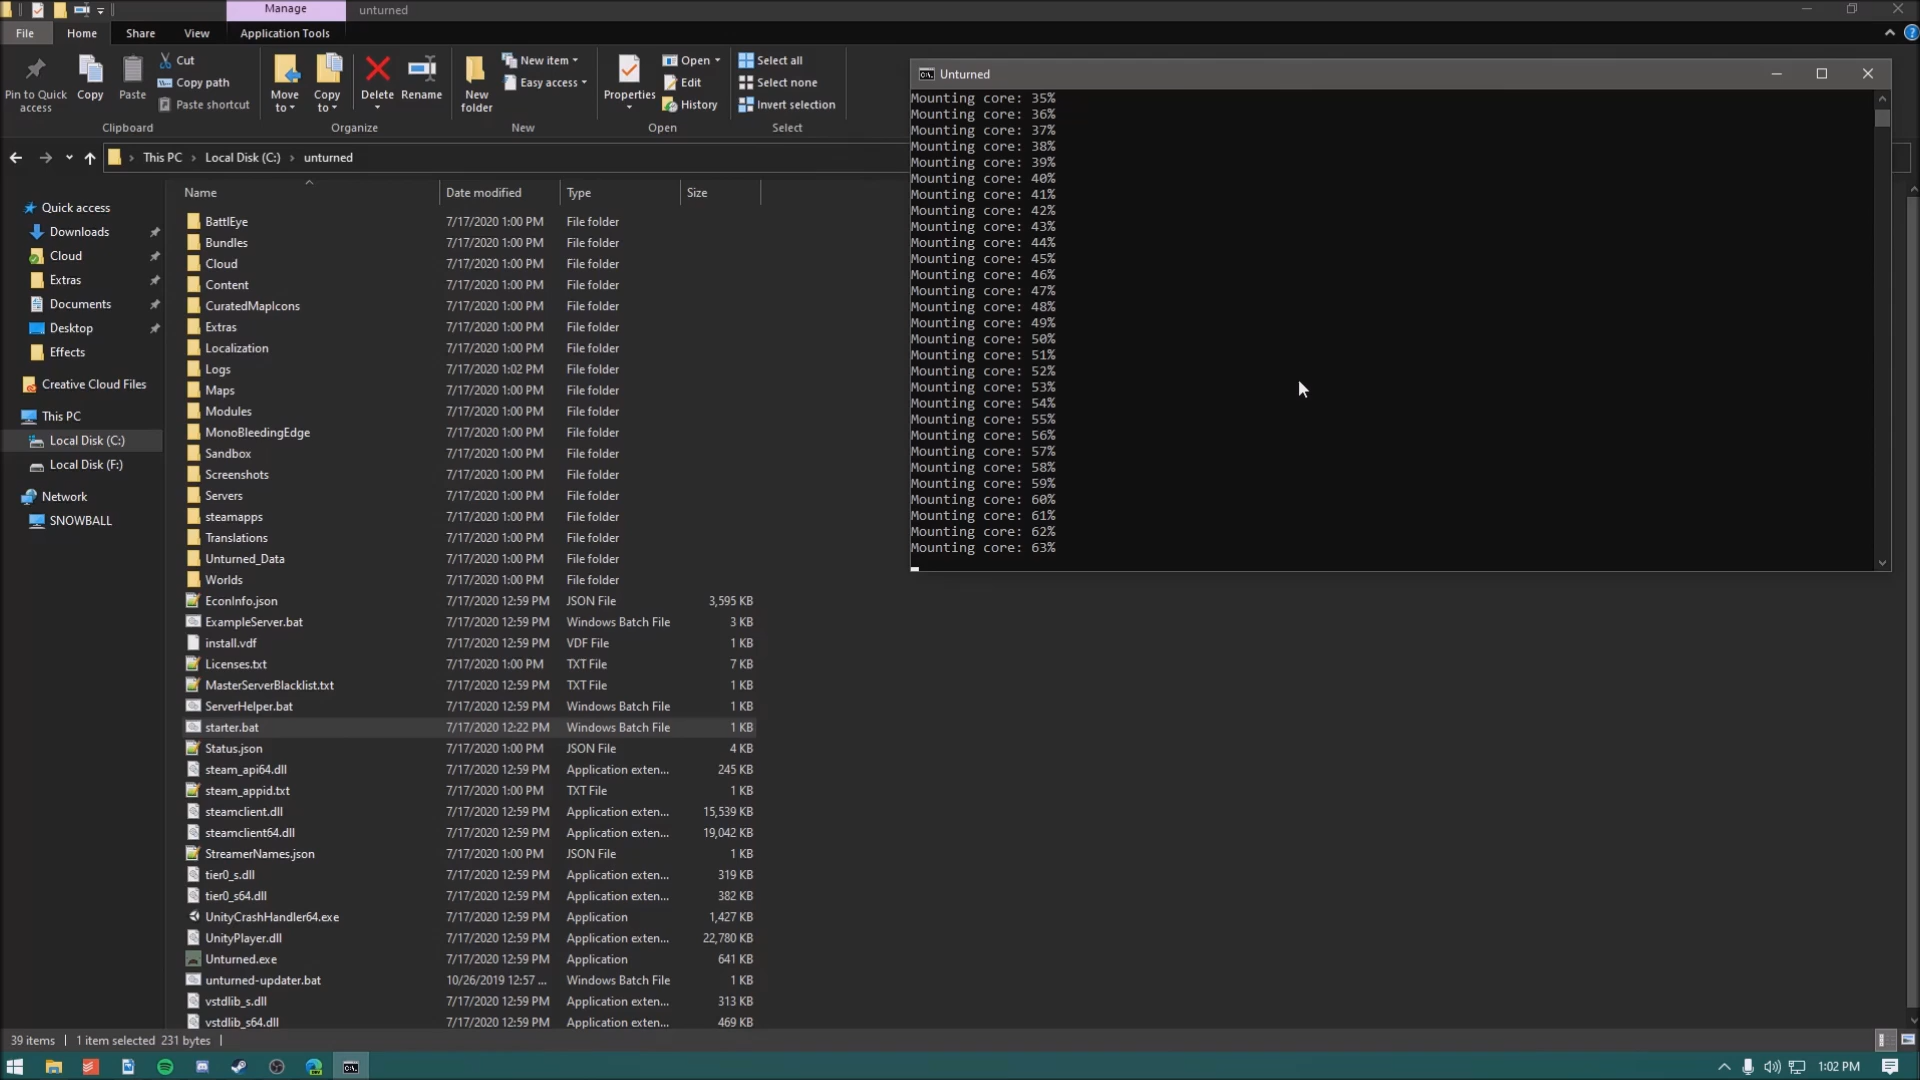 Manage
unturned
File
Home
Share
View
Application Tools
Pin to Quick access
Copy
Paste
Cut
Copy path
Paste shortcut
Clipboard
Move to
Copy to
Delete
Rename
Organize
New folder
New item
Easy access
New
Properties
Open
Edit
History
Open
Select all
Select none
Invert selection
Select
This PC > Local Disk (C:) > unturned
Quick access
Downloads
Cloud
Extras
Documents
Desktop
Effects
Creative Cloud Files
This PC
Local Disk (C:)
Local Disk (F:)
Network
SNOWBALL
Name Date modified Type Size
BattlEye 7/17/2020 1:00 PM File folder
Bundles 7/17/2020 1:00 PM File folder
Cloud 7/17/2020 1:00 PM File folder
Content 7/17/2020 1:00 PM File folder
CuratedMapIcons 7/17/2020 1:00 PM File folder
Extras 7/17/2020 1:00 PM File folder
Localization 7/17/2020 1:00 PM File folder
Logs 7/17/2020 1:02 PM File folder
Maps 7/17/2020 1:00 PM File folder
Modules 7/17/2020 1:00 PM File folder
MonoBleedingEdge 7/17/2020 1:00 PM File folder
Sandbox 7/17/2020 1:00 PM File folder
Screenshots 7/17/2020 1:00 PM File folder
Servers 7/17/2020 1:00 PM File folder
steamapps 7/17/2020 1:00 PM File folder
Translations 7/17/2020 1:00 PM File folder
Unturned_Data 7/17/2020 1:00 PM File folder
Worlds 7/17/2020 1:00 PM File folder
EconInfo.json 7/17/2020 12:59 PM JSON File 3,595 KB
ExampleServer.bat 7/17/2020 12:59 PM Windows Batch File 3 KB
install.vdf 7/17/2020 12:59 PM VDF File 1 KB
Licenses.txt 7/17/2020 1:00 PM TXT File 7 KB
MasterServerBlacklist.txt 7/17/2020 12:59 PM TXT File 1 KB
ServerHelper.bat 7/17/2020 12:59 PM Windows Batch File 1 KB
starter.bat 7/17/2020 12:22 PM Windows Batch File 1 KB
Status.json 7/17/2020 1:00 PM JSON File 4 KB
steam_api64.dll 7/17/2020 12:59 PM Application exten... 245 KB
steam_appid.txt 7/17/2020 1:00 PM TXT File 1 KB
steamclient.dll 7/17/2020 12:59 PM Application exten... 15,539 KB
steamclient64.dll 7/17/2020 12:59 PM Application exten... 19,042 KB
StreamerNames.json 7/17/2020 1:00 PM JSON File 1 KB
tier0_s.dll 7/17/2020 12:59 PM Application exten... 319 KB
tier0_s64.dll 7/17/2020 12:59 PM Application exten... 382 KB
UnityCrashHandler64.exe 7/17/2020 12:59 PM Application 1,427 KB
UnityPlayer.dll 7/17/2020 12:59 PM Application exten... 22,780 KB
Unturned.exe 7/17/2020 12:59 PM Application 641 KB
unturned-updater.bat 10/26/2019 12:57 ... Windows Batch File 1 KB
vstdlib_s.dll 7/17/2020 12:59 PM Application exten... 313 KB
vstdlib_s64.dll 7/17/2020 12:59 PM Application exten... 469 KB
Unturned
Mounting core: 35%
Mounting core: 36%
Mounting core: 37%
Mounting core: 38%
Mounting core: 39%
Mounting core: 40%
Mounting core: 41%
Mounting core: 42%
Mounting core: 43%
Mounting core: 44%
Mounting core: 45%
Mounting core: 46%
Mounting core: 47%
Mounting core: 48%
Mounting core: 49%
Mounting core: 50%
Mounting core: 51%
Mounting core: 52%
Mounting core: 53%
Mounting core: 54%
Mounting core: 55%
Mounting core: 56%
Mounting core: 57%
Mounting core: 58%
Mounting core: 59%
Mounting core: 60%
Mounting core: 61%
Mounting core: 62%
Mounting core: 63%
39 items | 1 item selected 231 bytes |
1:02 PM